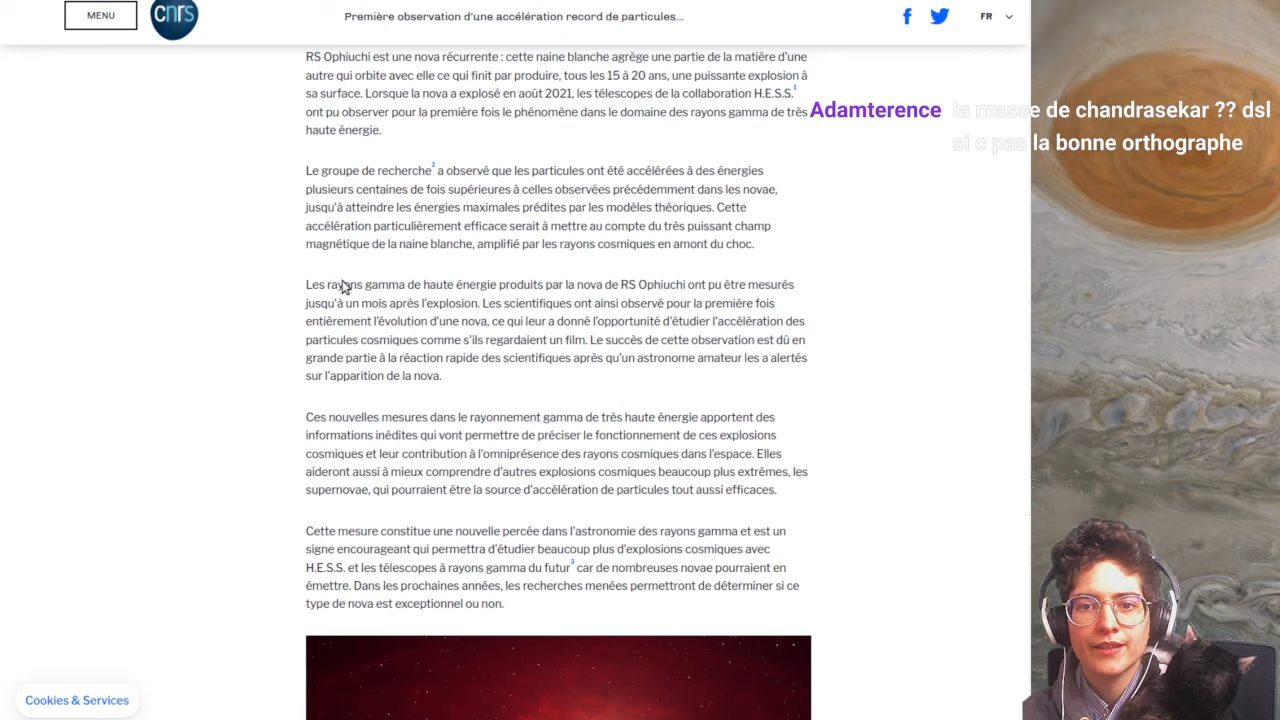 MENU
cnrs
Première observation d'une accélération record de particules...
FR
RS Ophiuchi est une nova récurrente : cette naine blanche agrège une partie de la matière d'une
autre qui orbite avec elle ce qui finit par produire, tous les 15 à 20 ans, une puissante explosion à
sa surface. Lorsque la nova a explosé en août 2021, les télescopes de la collaboration H.E.S.S.1
ont pu observer pour la première fois le phénomène dans le domaine des rayons gamma de très
haute énergie.
Adamterence la masse de chandrasekar ?? dsl
si c pas la bonne orthographe
Le groupe de recherche2 a observé que les particules ont été accélérées à des énergies
plusieurs centaines de fois supérieures à celles observées précédemment dans les novae,
jusqu'à atteindre les énergies maximales prédites par les modèles théoriques. Cette
accélération particulièrement efficace serait à mettre au compte du très puissant champ
magnétique de la naine blanche, amplifié par les rayons cosmiques en amont du choc.
Les rayons gamma de haute énergie produits par la nova de RS Ophiuchi ont pu être mesurés
jusqu'à un mois après l'explosion. Les scientifiques ont ainsi observé pour la première fois
entièrement l'évolution d'une nova, ce qui leur a donné l'opportunité d'étudier l'accélération des
particules cosmiques comme s'ils regardaient un film. Le succès de cette observation est dû en
grande partie à la réaction rapide des scientifiques après qu'un astronome amateur les a alertés
sur l'apparition de la nova.
Ces nouvelles mesures dans le rayonnement gamma de très haute énergie apportent des
informations inédites qui vont permettre de préciser le fonctionnement de ces explosions
cosmiques et leur contribution à l'omniprésence des rayons cosmiques dans l'espace. Elles
aideront aussi à mieux comprendre d'autres explosions cosmiques beaucoup plus extrêmes, les
supernovae, qui pourraient être la source d'accélération de particules tout aussi efficaces.
Cette mesure constitue une nouvelle percée dans l'astronomie des rayons gamma et est un
signe encourageant qui permettra d'étudier beaucoup plus d'explosions cosmiques avec
H.E.S.S. et les télescopes à rayons gamma du futur3 car de nombreuses novae pourraient en
émettre. Dans les prochaines années, les recherches menées permettront de déterminer si ce
type de nova est exceptionnel ou non.
Cookies & Services